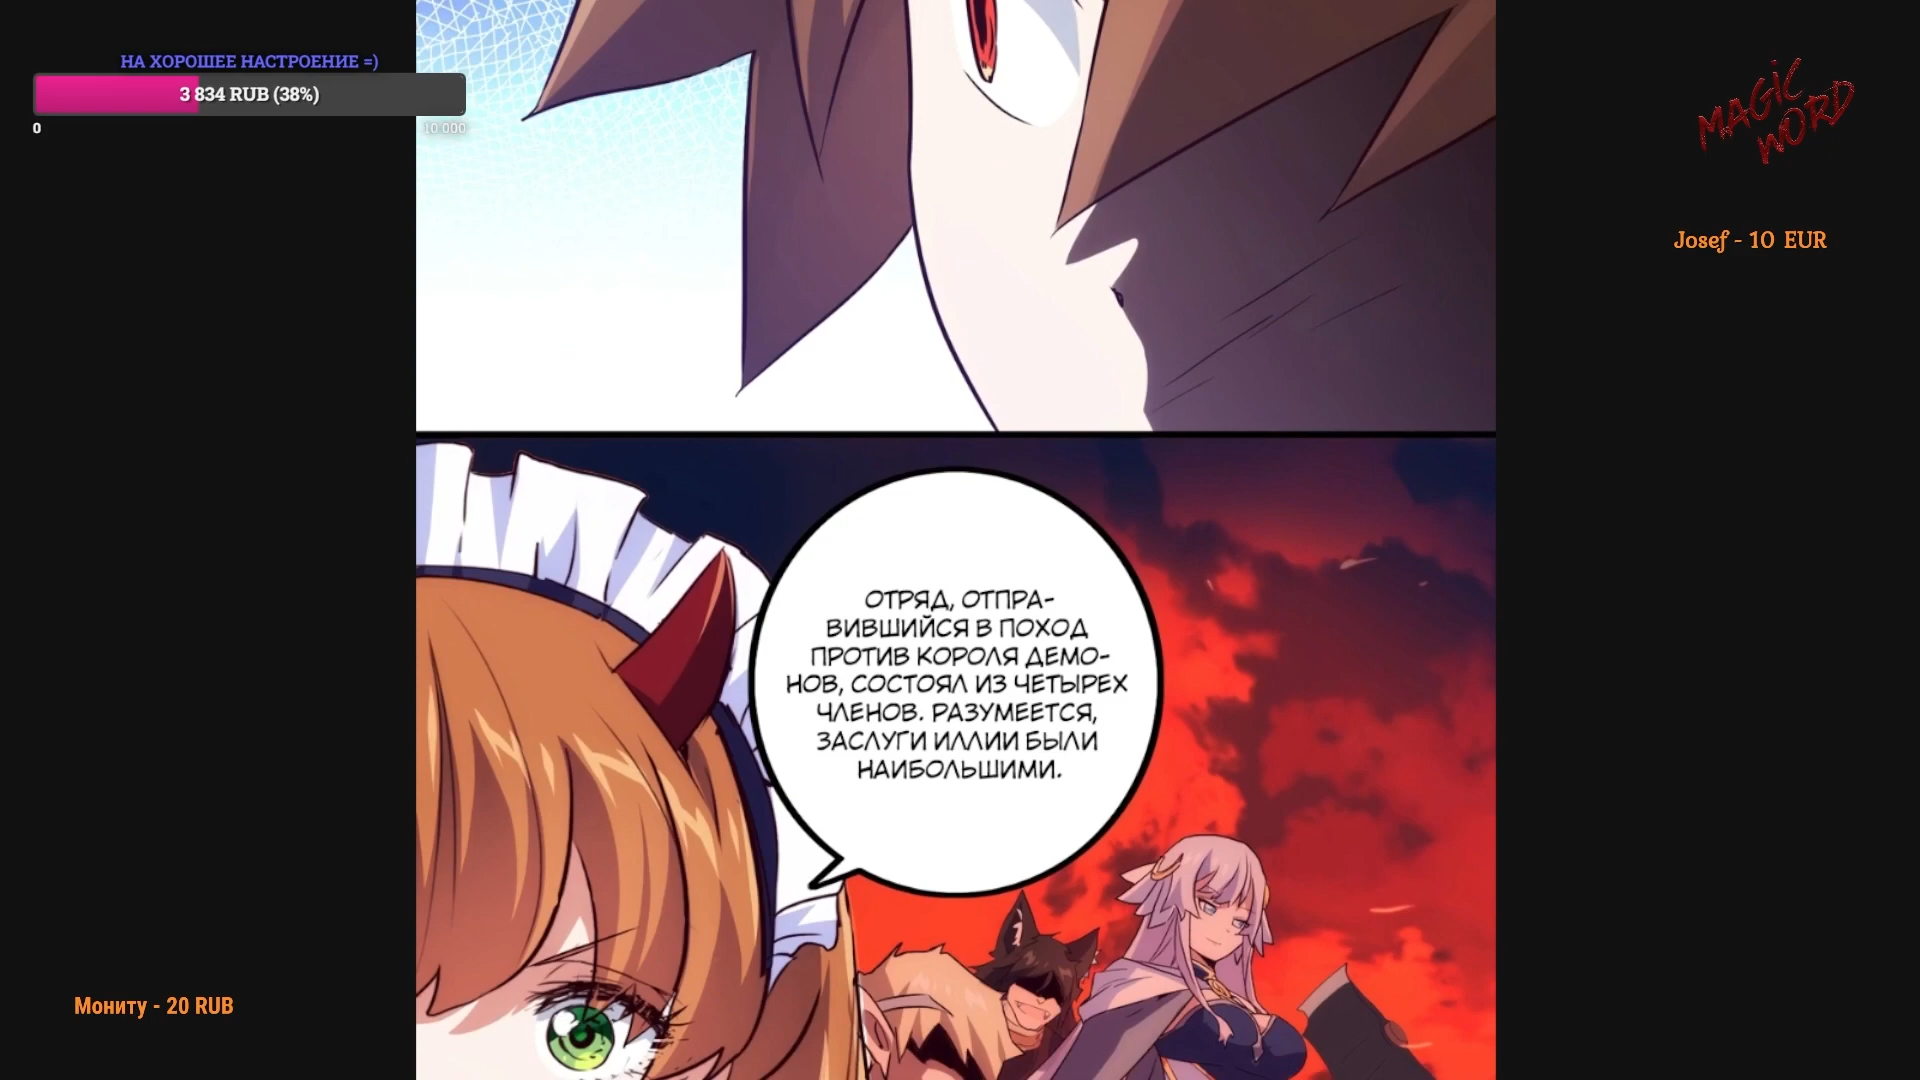 НА ХОРОШЕЕ НАСТРОЕНИЕ =)
3 834 RUB (38%)
0
10 000
MAGIC
WORD
Josef - 10 EUR
ОТРЯД, ОТПРА-
ВИВШИЙСЯ В ПОХОД
ПРОТИВ КОРОЛЯ ДЕМО-
НОВ, СОСТОЯЛ ИЗ ЧЕТЫРЕХ
ЧЛЕНОВ. РАЗУМЕЕТСЯ,
ЗАСЛУГИ ИЛЛИИ БЫЛИ
НАИБОЛЬШИМИ.
Мониту - 20 RUB